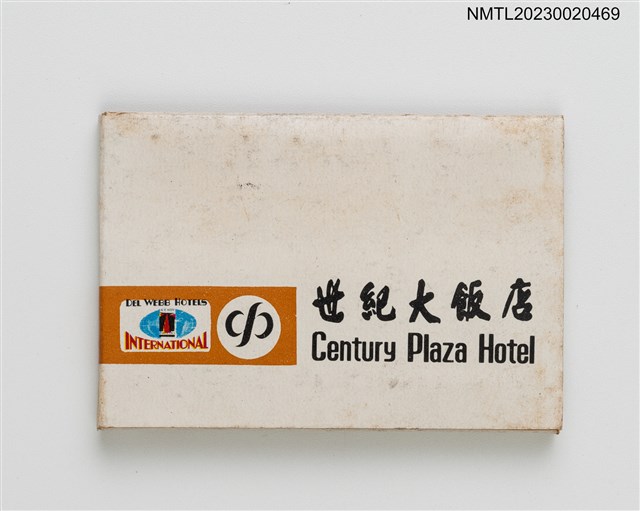 NMTL20230020469
DEL WEBB HOTELS
INTERNATIONAL
世紀大飯店
Century Plaza Hotel